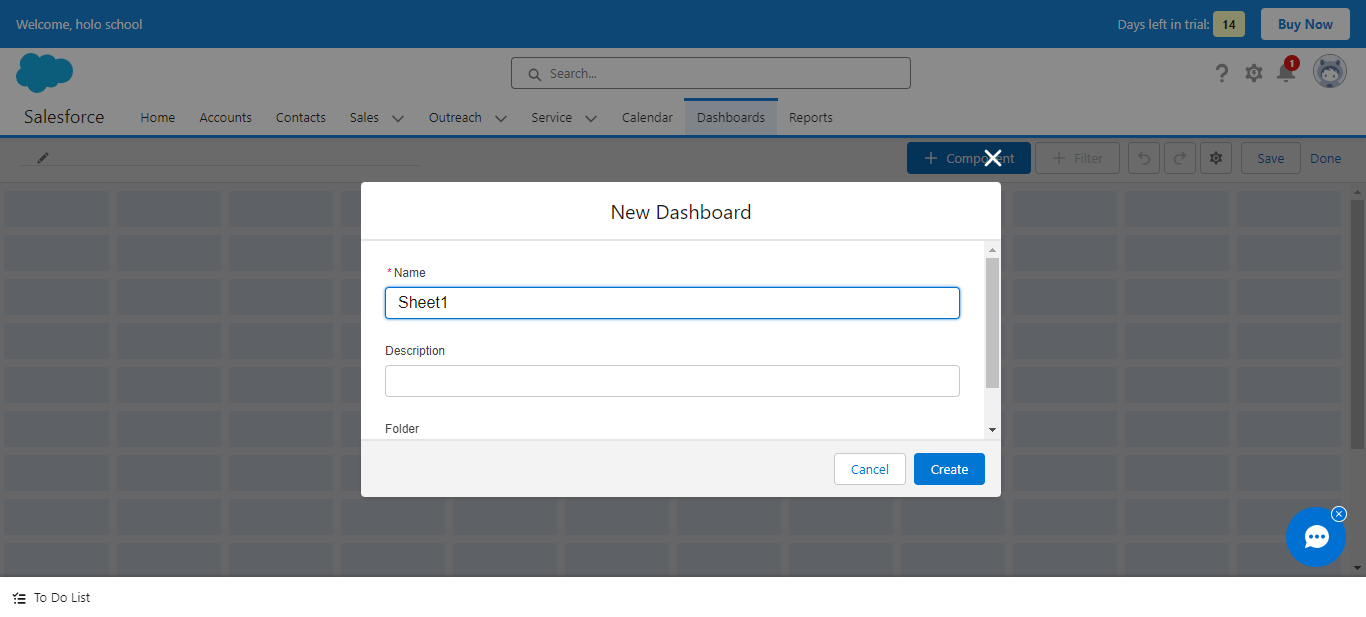 Welcome, holo school
Days left in trial: 14
Buy Now
Search...
1
Salesforce
Home
Accounts
Contacts
Sales
Outreach
Service
Calendar
Dashboards
Reports
+ Component
+ Filter
Save
Done
New Dashboard
* Name
Sheet1
Description
Folder
Cancel
Create
To Do List